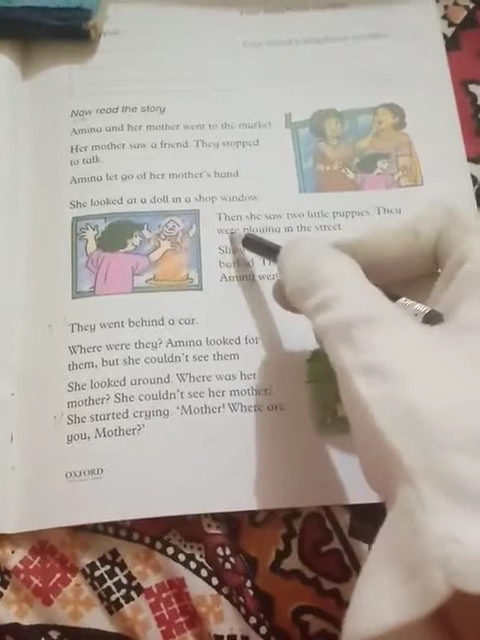 Now read the story
Amina and her mother went to the market.
Her mother saw a friend. They stopped
to talk.
Amina let go of her mother's hand
She looked at a doll in a shop window.
Then she saw two little puppies. They
were playing in the street.
They went behind a car.
Where were they? Amina looked for
them, but she couldn't see them
She looked around. Where was her
mother? She couldn't see her mother.
She started crying. 'Mother! Where are
you, Mother?'
OXFORD